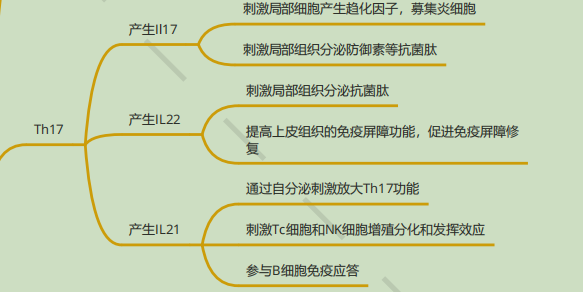 刺激局部细胞产生趋化因子，募集炎细胞
产生Il17
刺激局部组织分泌防御素等抗菌肽
刺激局部组织分泌抗菌肽
产生IL22
Th17
提高上皮组织的免疫屏障功能，促进免疫屏障修
复
通过自分泌刺激放大Th17功能
产生IL21
刺激Tc细胞和NK细胞增殖分化和发挥效应
参与B细胞免疫应答